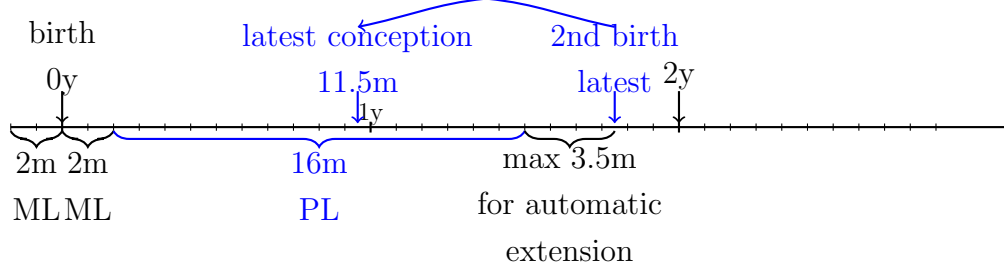 birth
0y
latest conception
11.5m
1y
2nd birth
latest
2y
2m 2m
ML ML
16m
PL
max 3.5m
for automatic
extension